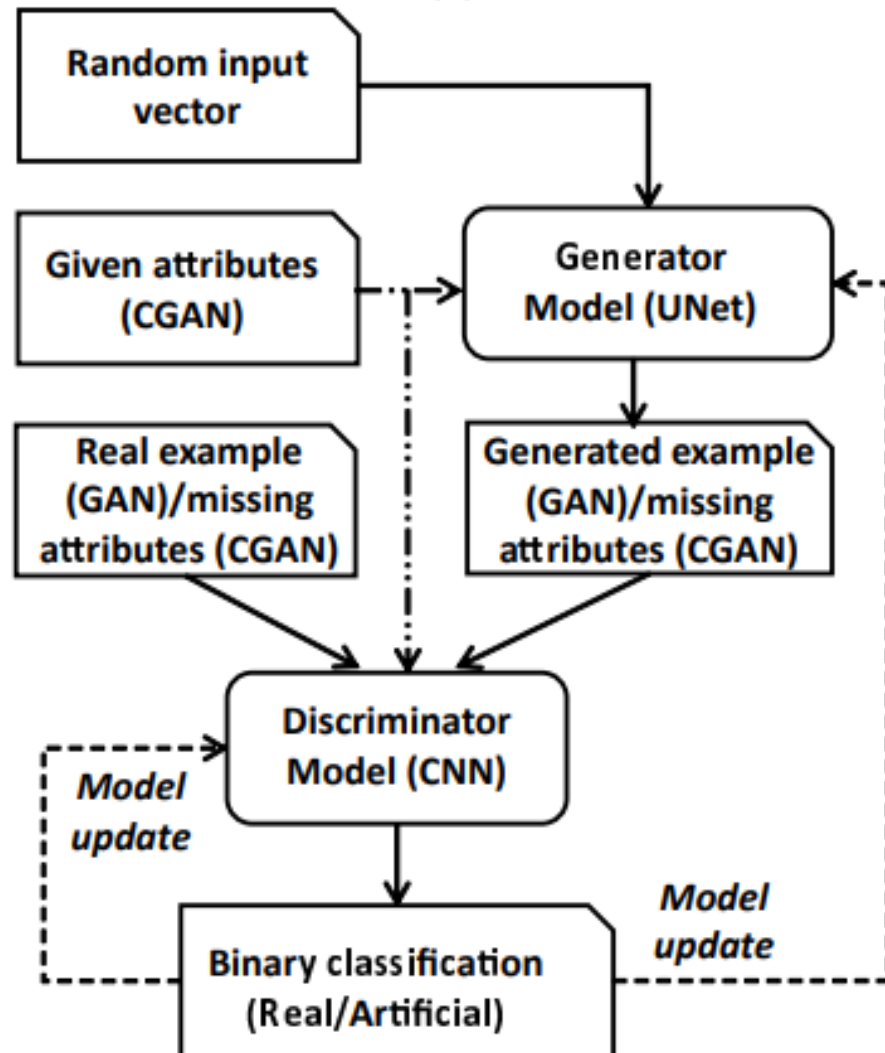 Random input
vector
Given attributes
(CGAN)
Generator
Model (UNet)
Real example
(GAN)/missing
attributes (CGAN)
Generated example
(GAN)/missing
attributes (CGAN)
Discriminator
Model (CNN)
Model
update
Binary classification
(Real/Artificial)
Model
update